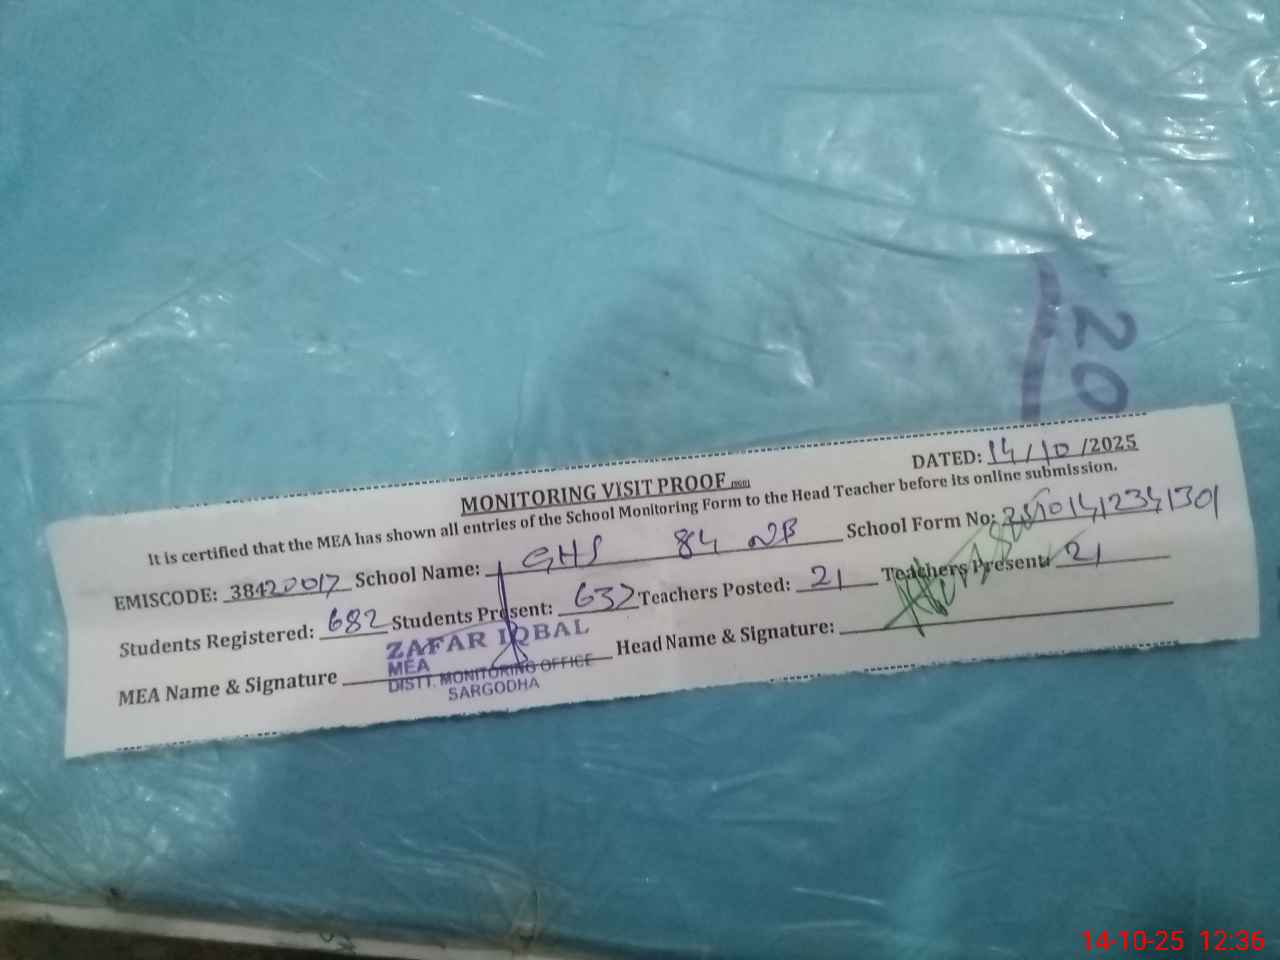 20
DATED: 14/10/2025
MONITORING VISIT PROOF
It is certified that the MEA has shown all entries of the School Monitoring Form to the Head Teacher before its online submission.
EMISCODE: 38420017 School Name: GHS 84 NB School Form No:
Students Registered: 682 Students Present: 637 Teachers Posted: 21 Teachers Present: 21
MEA Name & Signature ZAFAR IQBAL Head Name & Signature:
MEA
DISTT. MONITORING OFFICE
SARGODHA
14-10-25 12:36